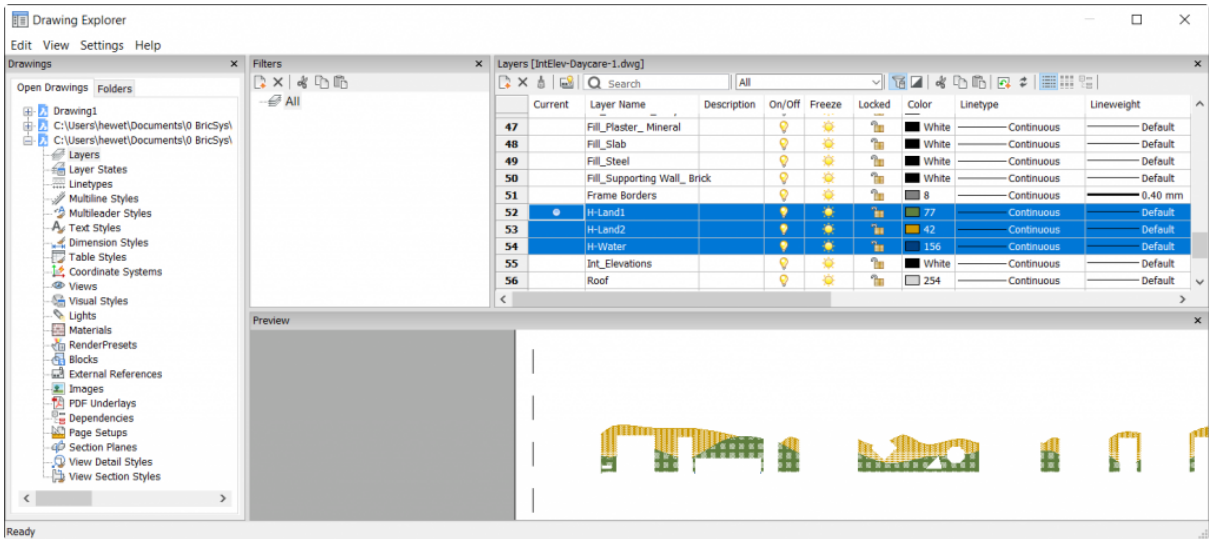 Drawing Explorer
Edit View Settings Help
Drawings
Open Drawings Folders
Drawing1
C:\Users\hewet\Documents\0 BricSys\
C:\Users\hewet\Documents\0 BricSys\
Layers
Layer States
Linetypes
Multiline Styles
Multileader Styles
Text Styles
Dimension Styles
Table Styles
Coordinate Systems
Views
Visual Styles
Lights
Materials
RenderPresets
Blocks
External References
Images
PDF Underlays
Dependencies
Page Setups
Section Planes
View Detail Styles
View Section Styles
Filters
All
Layers [IntElev-Daycare-1.dwg]
Search All
Current Layer Name Description On/Off Freeze Locked Color Linetype Lineweight
47 Fill_Plaster_ Mineral White Continuous Default
48 Fill_Slab White Continuous Default
49 Fill_Steel White Continuous Default
50 Fill_Supporting Wall_ Brick White Continuous Default
51 Frame Borders 8 Continuous 0.40 mm
52 H-Land1 77 Continuous Default
53 H-Land2 42 Continuous Default
54 H-Water 156 Continuous Default
55 Int_Elevations White Continuous Default
56 Roof 254 Continuous Default
Preview
Ready